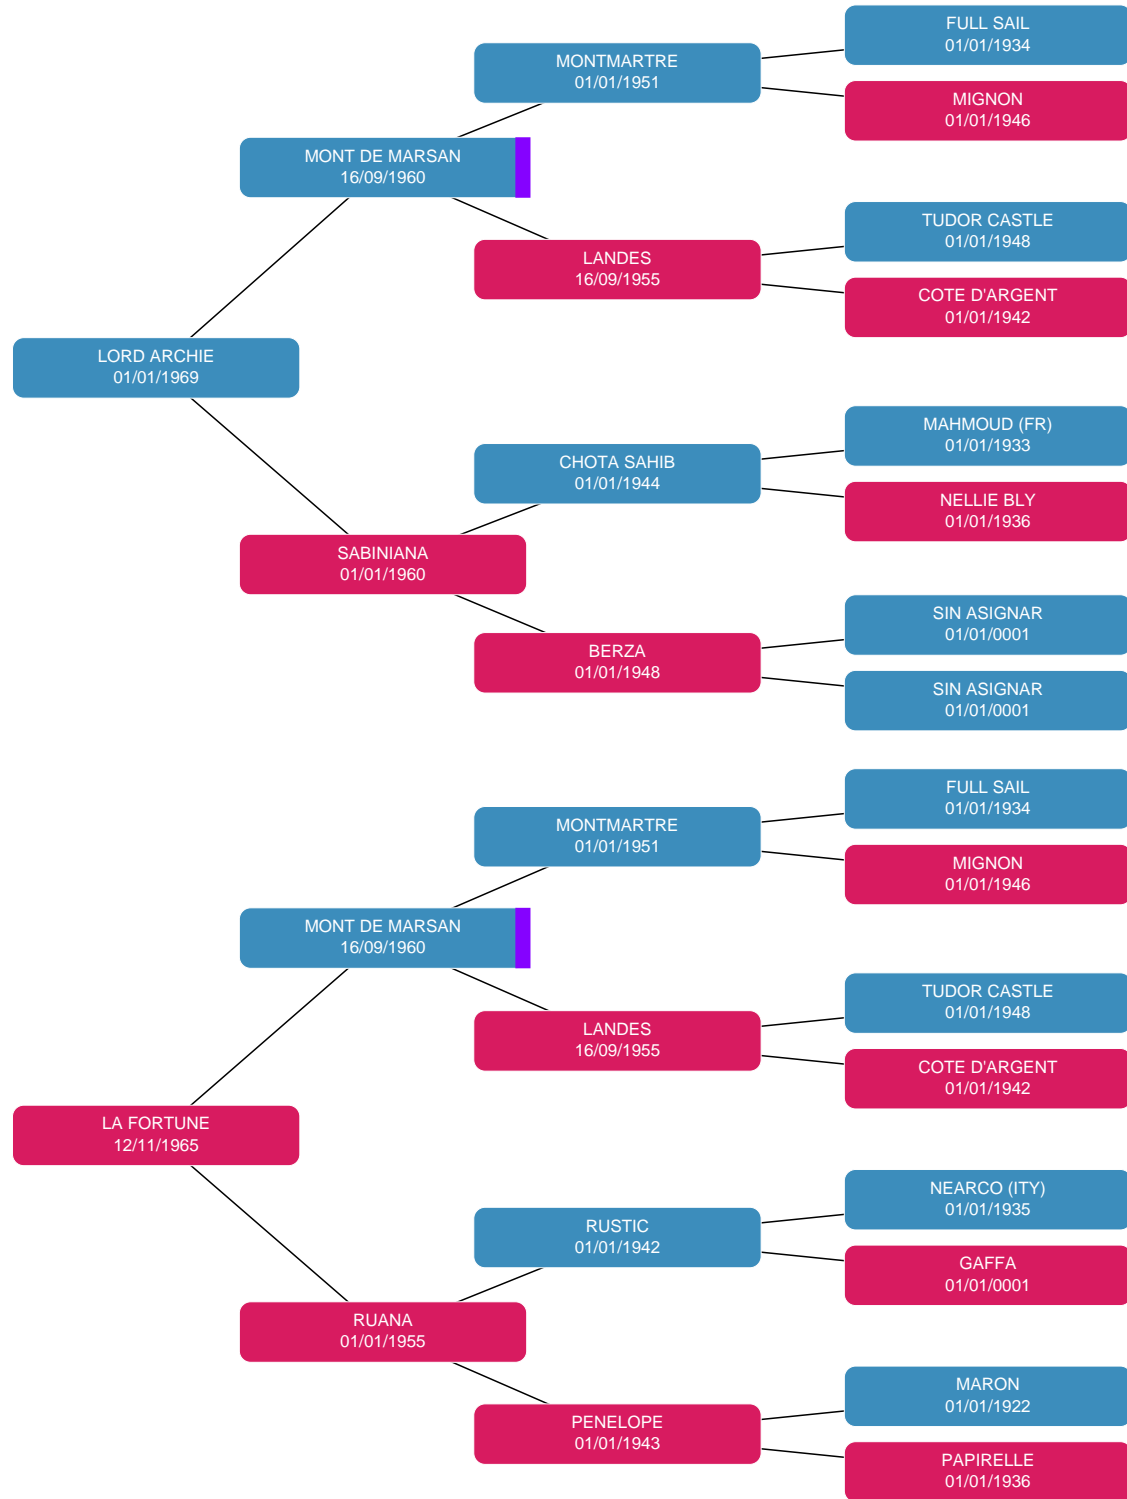 FULL SAIL
01/01/1934
MONTMARTRE
01/01/1951
MIGNON
01/01/1946
MONT DE MARSAN
16/09/1960
TUDOR CASTLE
01/01/1948
LANDES
16/09/1955
COTE D'ARGENT
01/01/1942
LORD ARCHIE
01/01/1969
MAHMOUD (FR)
01/01/1933
CHOTA SAHIB
01/01/1944
NELLIE BLY
01/01/1936
SABINIANA
01/01/1960
SIN ASIGNAR
01/01/0001
BERZA
01/01/1948
SIN ASIGNAR
01/01/0001
FULL SAIL
01/01/1934
MONTMARTRE
01/01/1951
MIGNON
01/01/1946
MONT DE MARSAN
16/09/1960
TUDOR CASTLE
01/01/1948
LANDES
16/09/1955
COTE D'ARGENT
01/01/1942
LA FORTUNE
12/11/1965
NEARCO (ITY)
01/01/1935
RUSTIC
01/01/1942
GAFFA
01/01/0001
RUANA
01/01/1955
MARON
01/01/1922
PENELOPE
01/01/1943
PAPIRELLE
01/01/1936